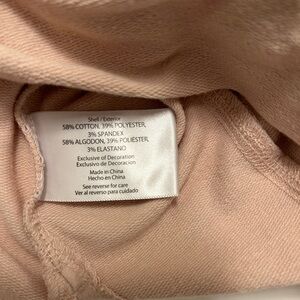 Shell / Exterior
58% COTTON, 39% POLYESTER,
3% SPANDEX
58% ALGODON, 39% POLIÉSTER,
3% ELASTANO
Exclusive of Decoration
Exclusivo de Decoracion
Made in China
Hecho en China
See reverse for care
Ver al reverso para cuidado